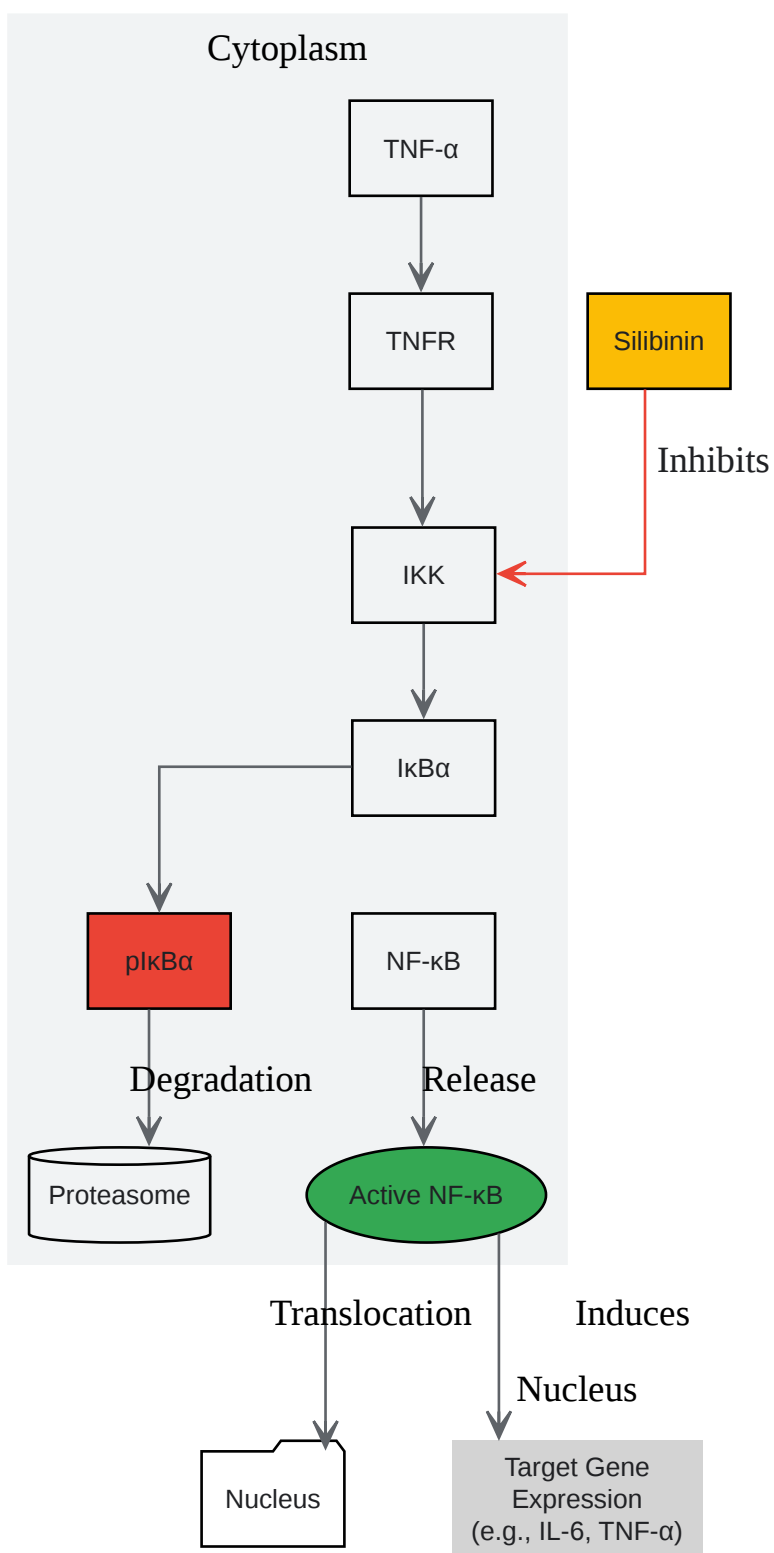 Cytoplasm
TNF-α
TNFR
Silibinin
Inhibits
IKK
IκBα
pIκBα
NF-κB
Degradation
Release
Proteasome
Active NF-κB
Translocation
Induces
Nucleus
Nucleus
Target Gene
Expression
(e.g., IL-6, TNF-α)